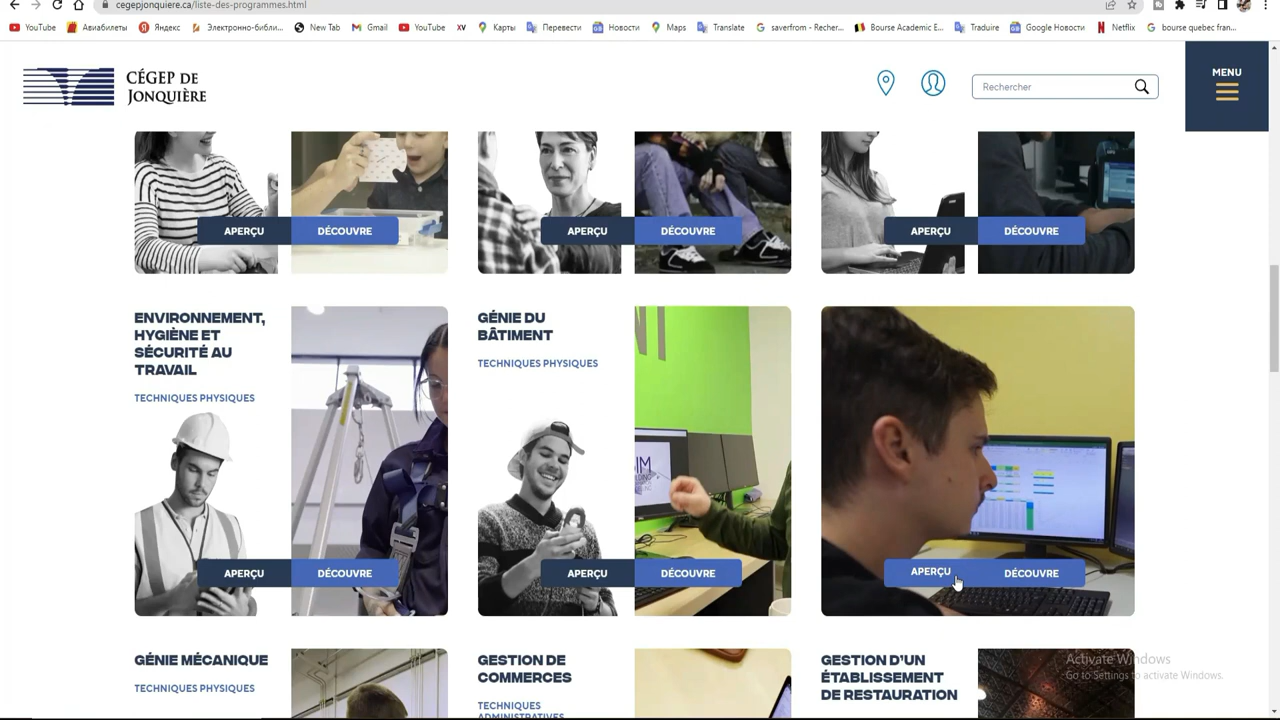 cegepjonquiere.ca/liste-des-programmes.html
YouTube
Авиабилеты
Яндекс
Электронно-библи...
New Tab
Gmail
YouTube
XV
Карты
Перевести
Новости
Maps
Translate
saverfrom - Recher...
Bourse Academic E...
Traduire
Google Новости
Netflix
bourse quebec fran...
CÉGEP DE
JONQUIÈRE
Rechercher
MENU
APERÇU DÉCOUVRE
APERÇU DÉCOUVRE
APERÇU DÉCOUVRE
ENVIRONNEMENT,
HYGIÈNE ET
SÉCURITÉ AU
TRAVAIL
TECHNIQUES PHYSIQUES
APERÇU DÉCOUVRE
GÉNIE DU
BÂTIMENT
TECHNIQUES PHYSIQUES
APERÇU DÉCOUVRE
APERÇU DÉCOUVRE
GÉNIE MÉCANIQUE
TECHNIQUES PHYSIQUES
GESTION DE
COMMERCES
TECHNIQUES
ADMINISTRATIVES
GESTION D'UN
ÉTABLISSEMENT
DE RESTAURATION
Activate Windows
Go to Settings to activate Windows.